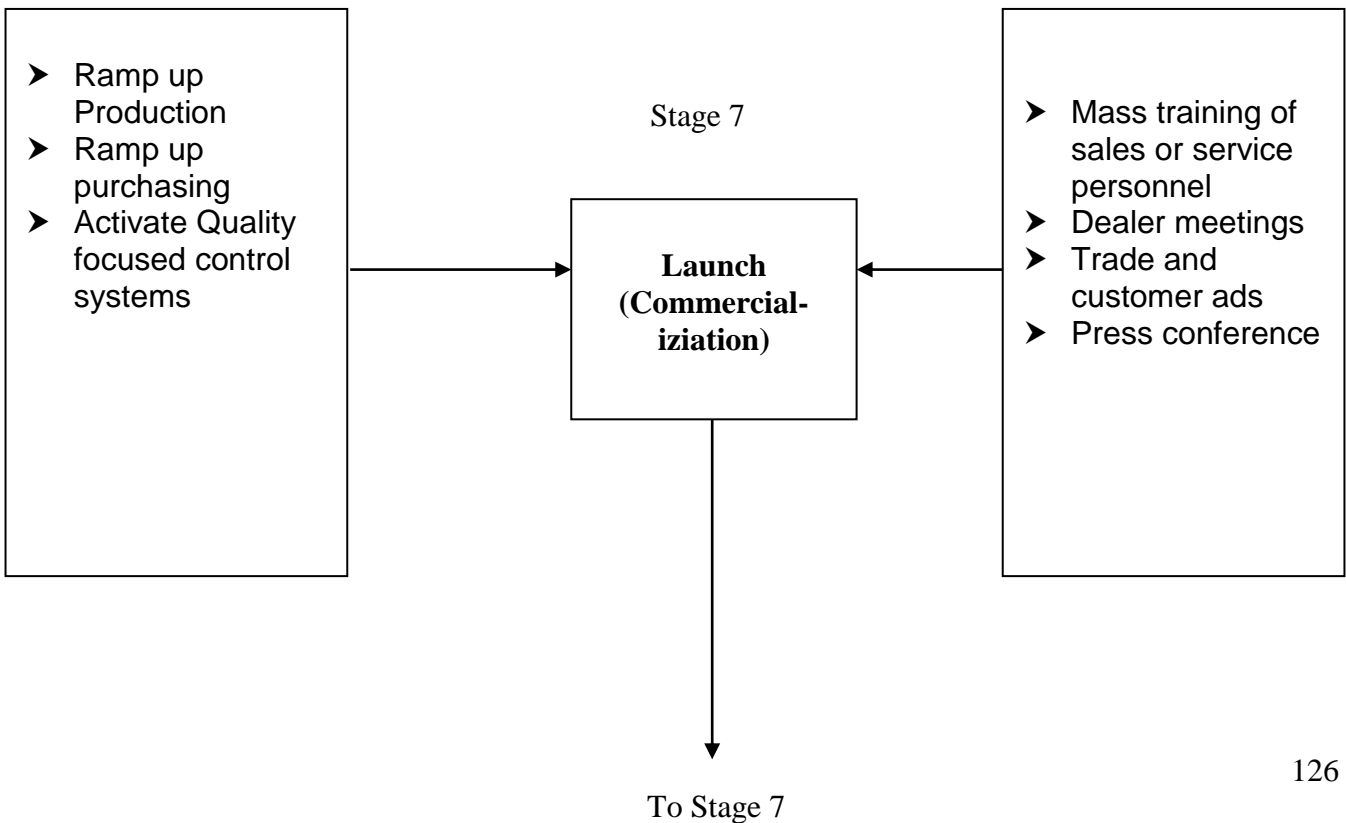 ➤ Ramp up
Production
➤ Ramp up
purchasing
➤ Activate Quality
focused control
systems
Stage 7
Launch
(Commercial-
iziation)
➤ Mass training of
sales or service
personnel
➤ Dealer meetings
➤ Trade and
customer ads
➤ Press conference
126
To Stage 7